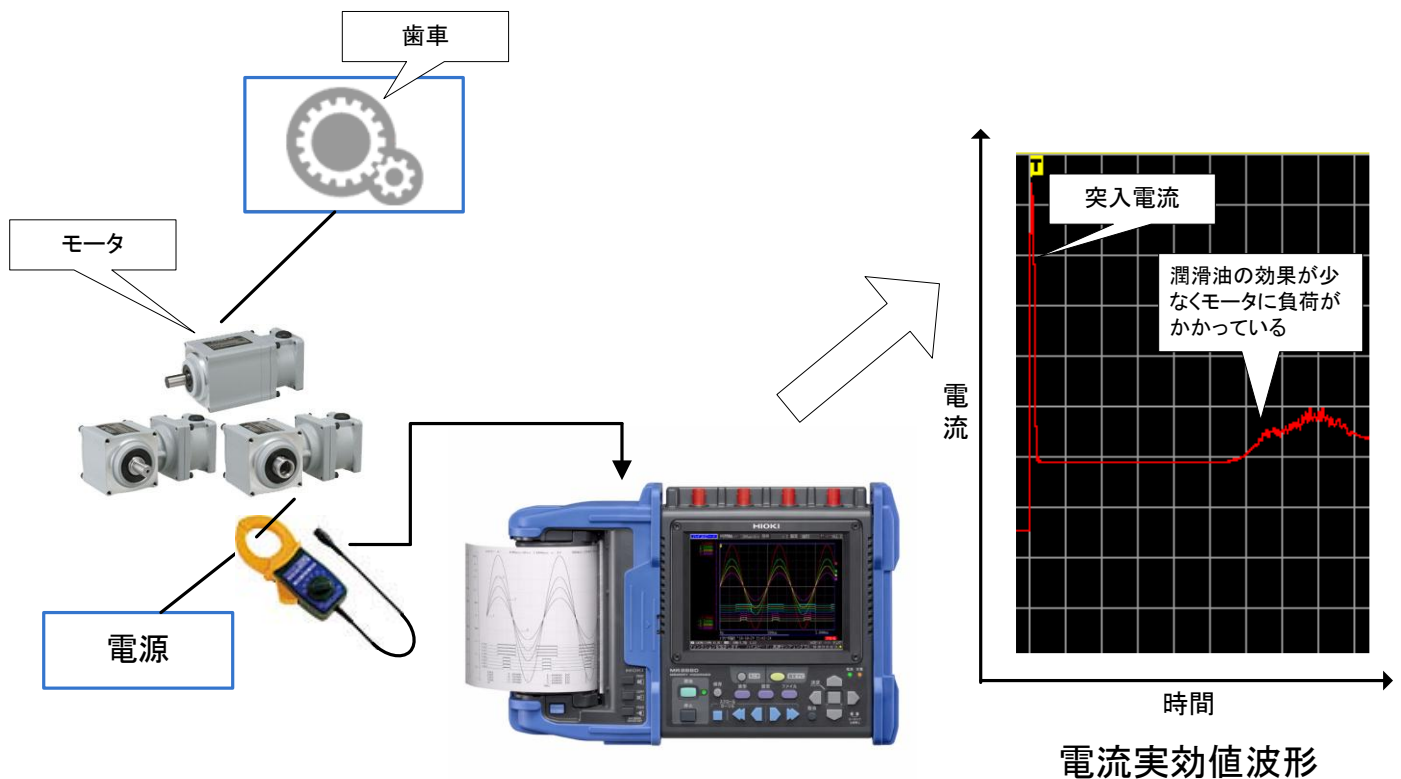 歯車
モータ
電源
HIOKI
T
突入電流
潤滑油の効果が少
なくモータに負荷が
かかっている
電
流
時間
電流実効値波形